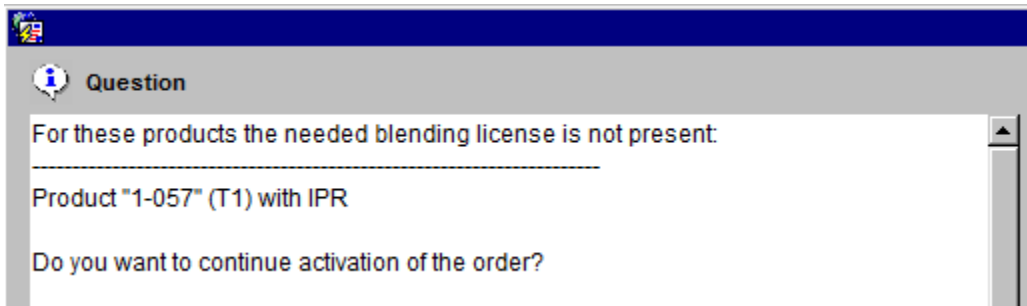 Question
For these products the needed blending license is not present:
----------------------------------------------------------------------
Product "1-057" (T1) with IPR
Do you want to continue activation of the order?